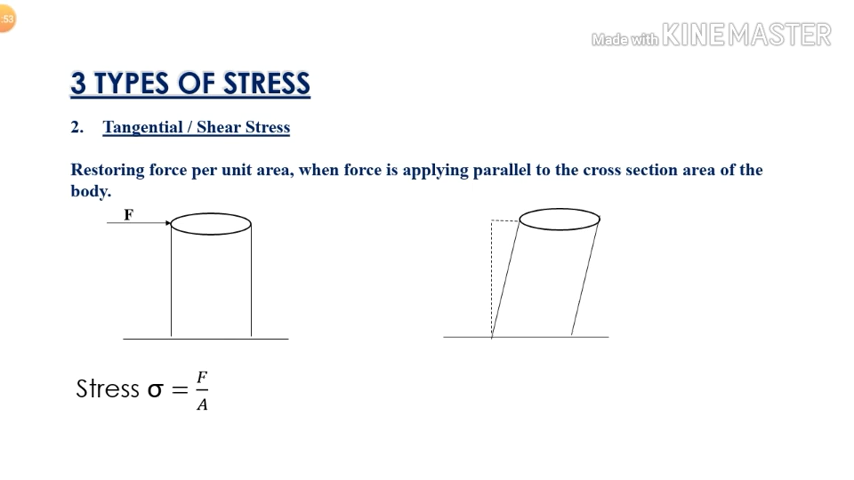 :53
Made with KINEMASTER
3 TYPES OF STRESS
2. Tangential / Shear Stress
Restoring force per unit area, when force is applying parallel to the cross section area of the
body.
F
Stress σ = F/A